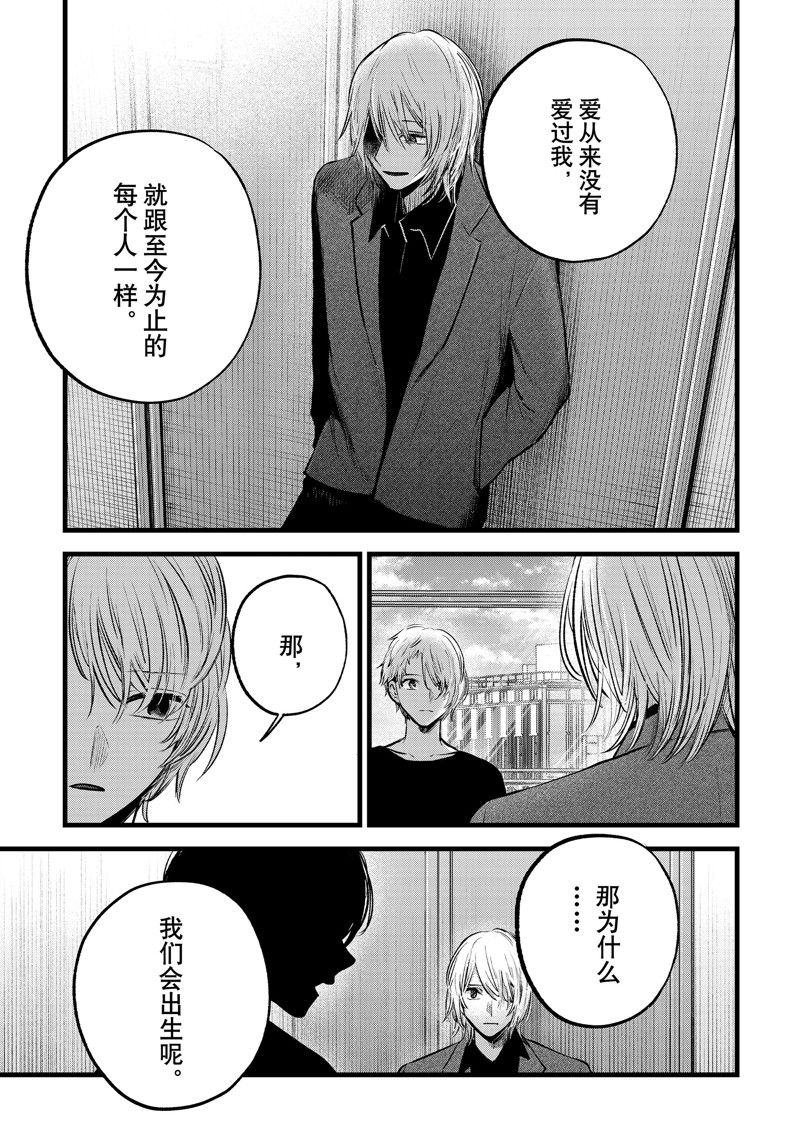 爱从来没有
爱过我，
就跟至今为止的
每个人一样。
那，
那为什么
……
我们会出生呢。